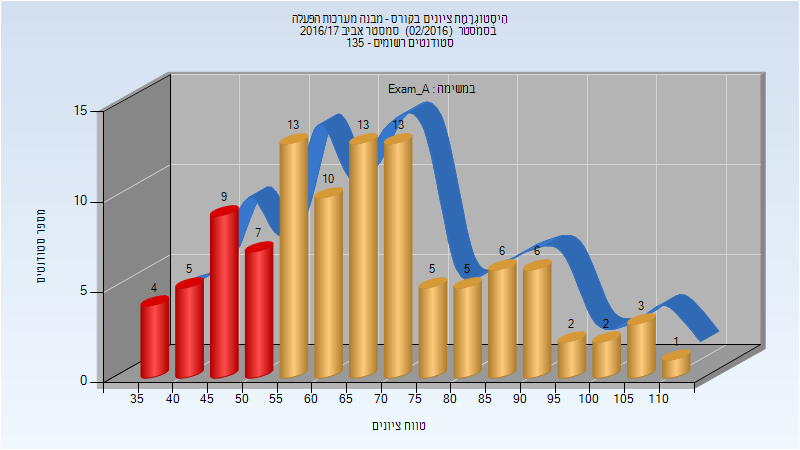 היסטוגרמת ציונים בקורס - מבנה מערכות הפעלה
בסמסטר (02/2016) סמסטר אביב 2016/17
סטודנטים רשומים - 135
במשימה : Exam_A
מספר סטודנטים
15
10
5
0
4
5
9
7
13
10
13
13
5
5
6
6
2
2
3
1
35 40 45 50 55 60 65 70 75 80 85 90 95 100 105 110
טווח ציונים